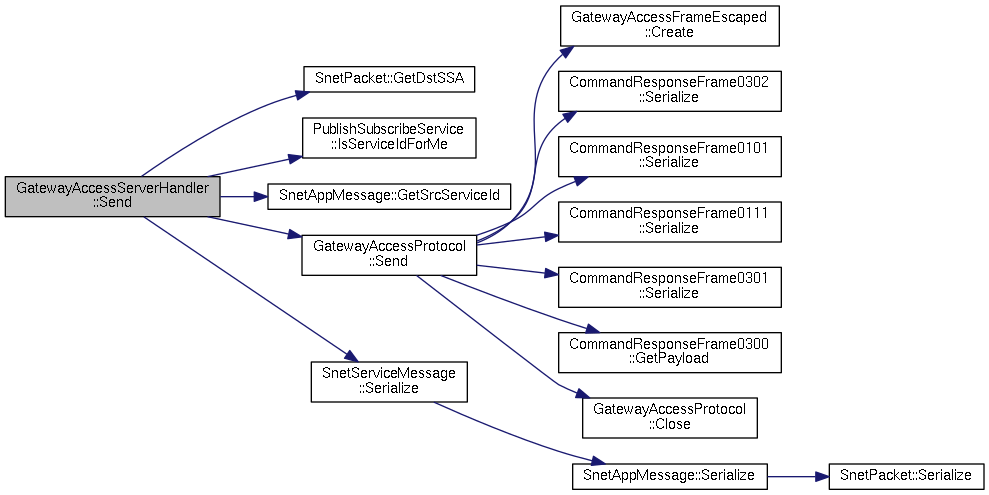 GatewayAccessServerHandler
::Send
SnetPacket::GetDstSSA
PublishSubscribeService
::IsServiceIdForMe
SnetAppMessage::GetSrcServiceId
GatewayAccessProtocol
::Send
SnetServiceMessage
::Serialize
GatewayAccessFrameEscaped
::Create
CommandResponseFrame0302
::Serialize
CommandResponseFrame0101
::Serialize
CommandResponseFrame0111
::Serialize
CommandResponseFrame0301
::Serialize
CommandResponseFrame0300
::GetPayload
GatewayAccessProtocol
::Close
SnetAppMessage::Serialize
SnetPacket::Serialize